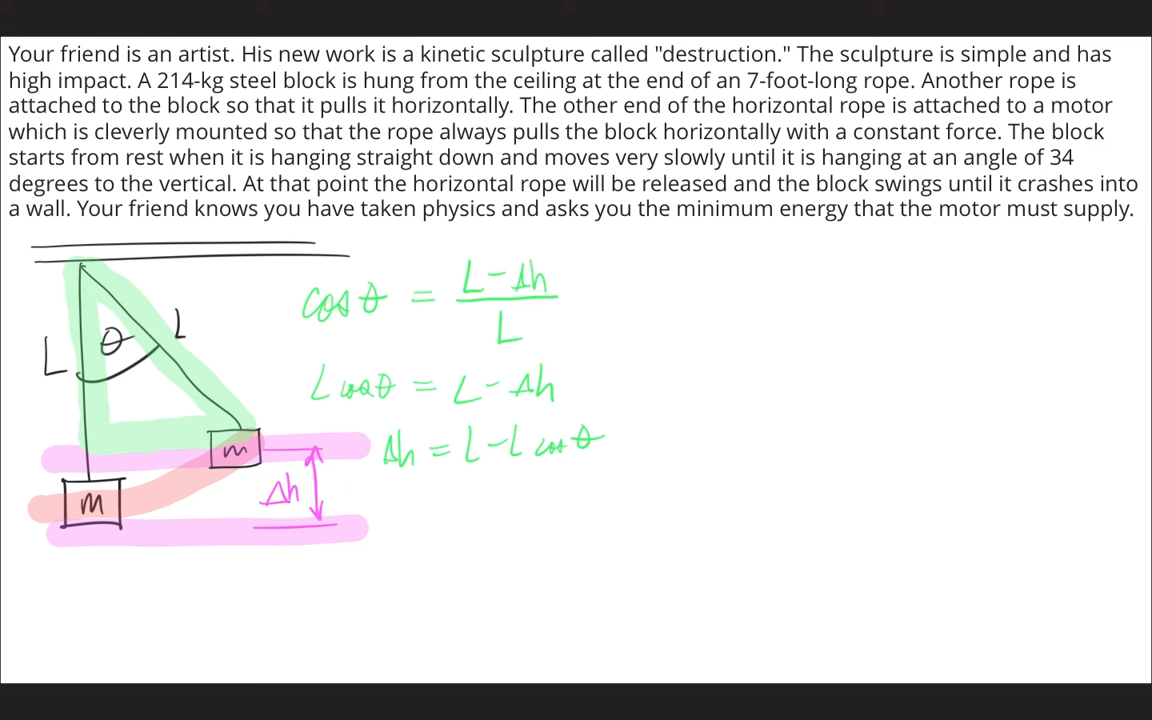 Your friend is an artist. His new work is a kinetic sculpture called "destruction." The sculpture is simple and has
high impact. A 214-kg steel block is hung from the ceiling at the end of an 7-foot-long rope. Another rope is
attached to the block so that it pulls it horizontally. The other end of the horizontal rope is attached to a motor
which is cleverly mounted so that the rope always pulls the block horizontally with a constant force. The block
starts from rest when it is hanging straight down and moves very slowly until it is hanging at an angle of 34
degrees to the vertical. At that point the horizontal rope will be released and the block swings until it crashes into
a wall. Your friend knows you have taken physics and asks you the minimum energy that the motor must supply.
L
θ
L
m
m
Δh
cos θ = (L - Δh) / L
L cos θ = L - Δh
Δh = L - L cos θ